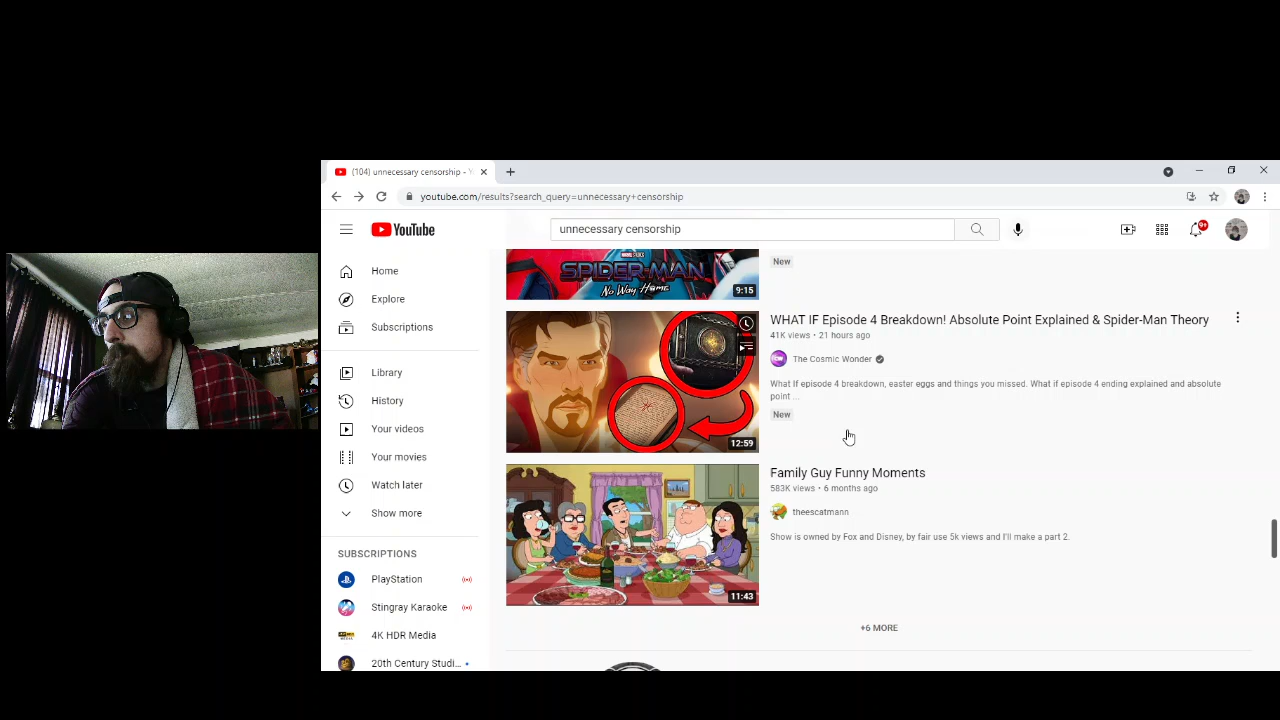 (104) unnecessary censorship - Y
youtube.com/results?search_query=unnecessary+censorship
YouTube
unnecessary censorship
9+
Home
Explore
Subscriptions
Library
History
Your videos
Your movies
Watch later
Show more
SUBSCRIPTIONS
PlayStation
Stingray Karaoke
4K HDR Media
20th Century Studi...
SPIDER-MAN
No Way Home
9:15
New
WHAT IF Episode 4 Breakdown! Absolute Point Explained & Spider-Man Theory
41K views • 21 hours ago
The Cosmic Wonder
What If episode 4 breakdown, easter eggs and things you missed. What if episode 4 ending explained and absolute
point ...
New
12:59
Family Guy Funny Moments
583K views • 6 months ago
theescatmann
Show is owned by Fox and Disney, by fair use 5k views and I'll make a part 2.
11:43
+6 MORE